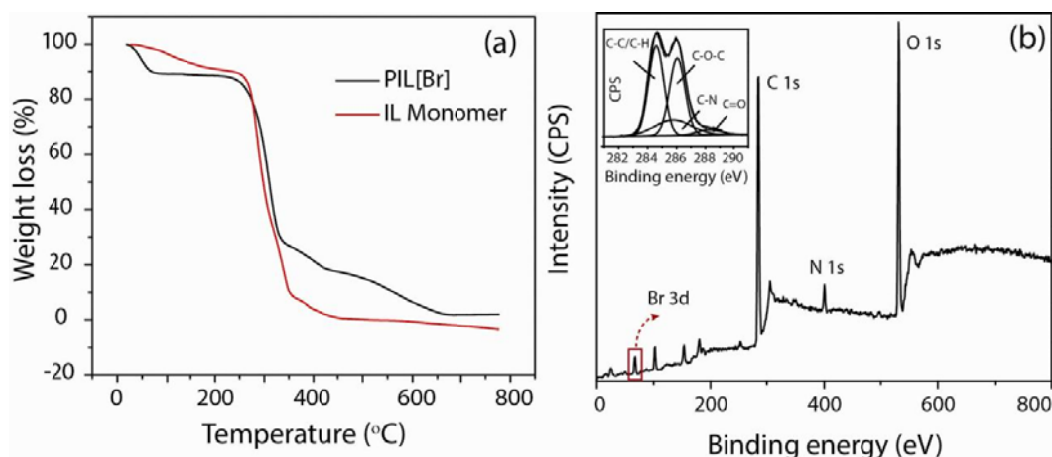 (a)
PIL[Br]
IL Monomer
100
80
60
40
20
0
-20
Weight loss (%)
0 200 400 600 800
Temperature (°C)
(b)
O 1s
C 1s
N 1s
Br 3d
C-C/C-H
C-O-C
C-N
C=O
CPS
282 284 286 288 290
Binding energy (eV)
Intensity (CPS)
0 200 400 600 800
Binding energy (eV)